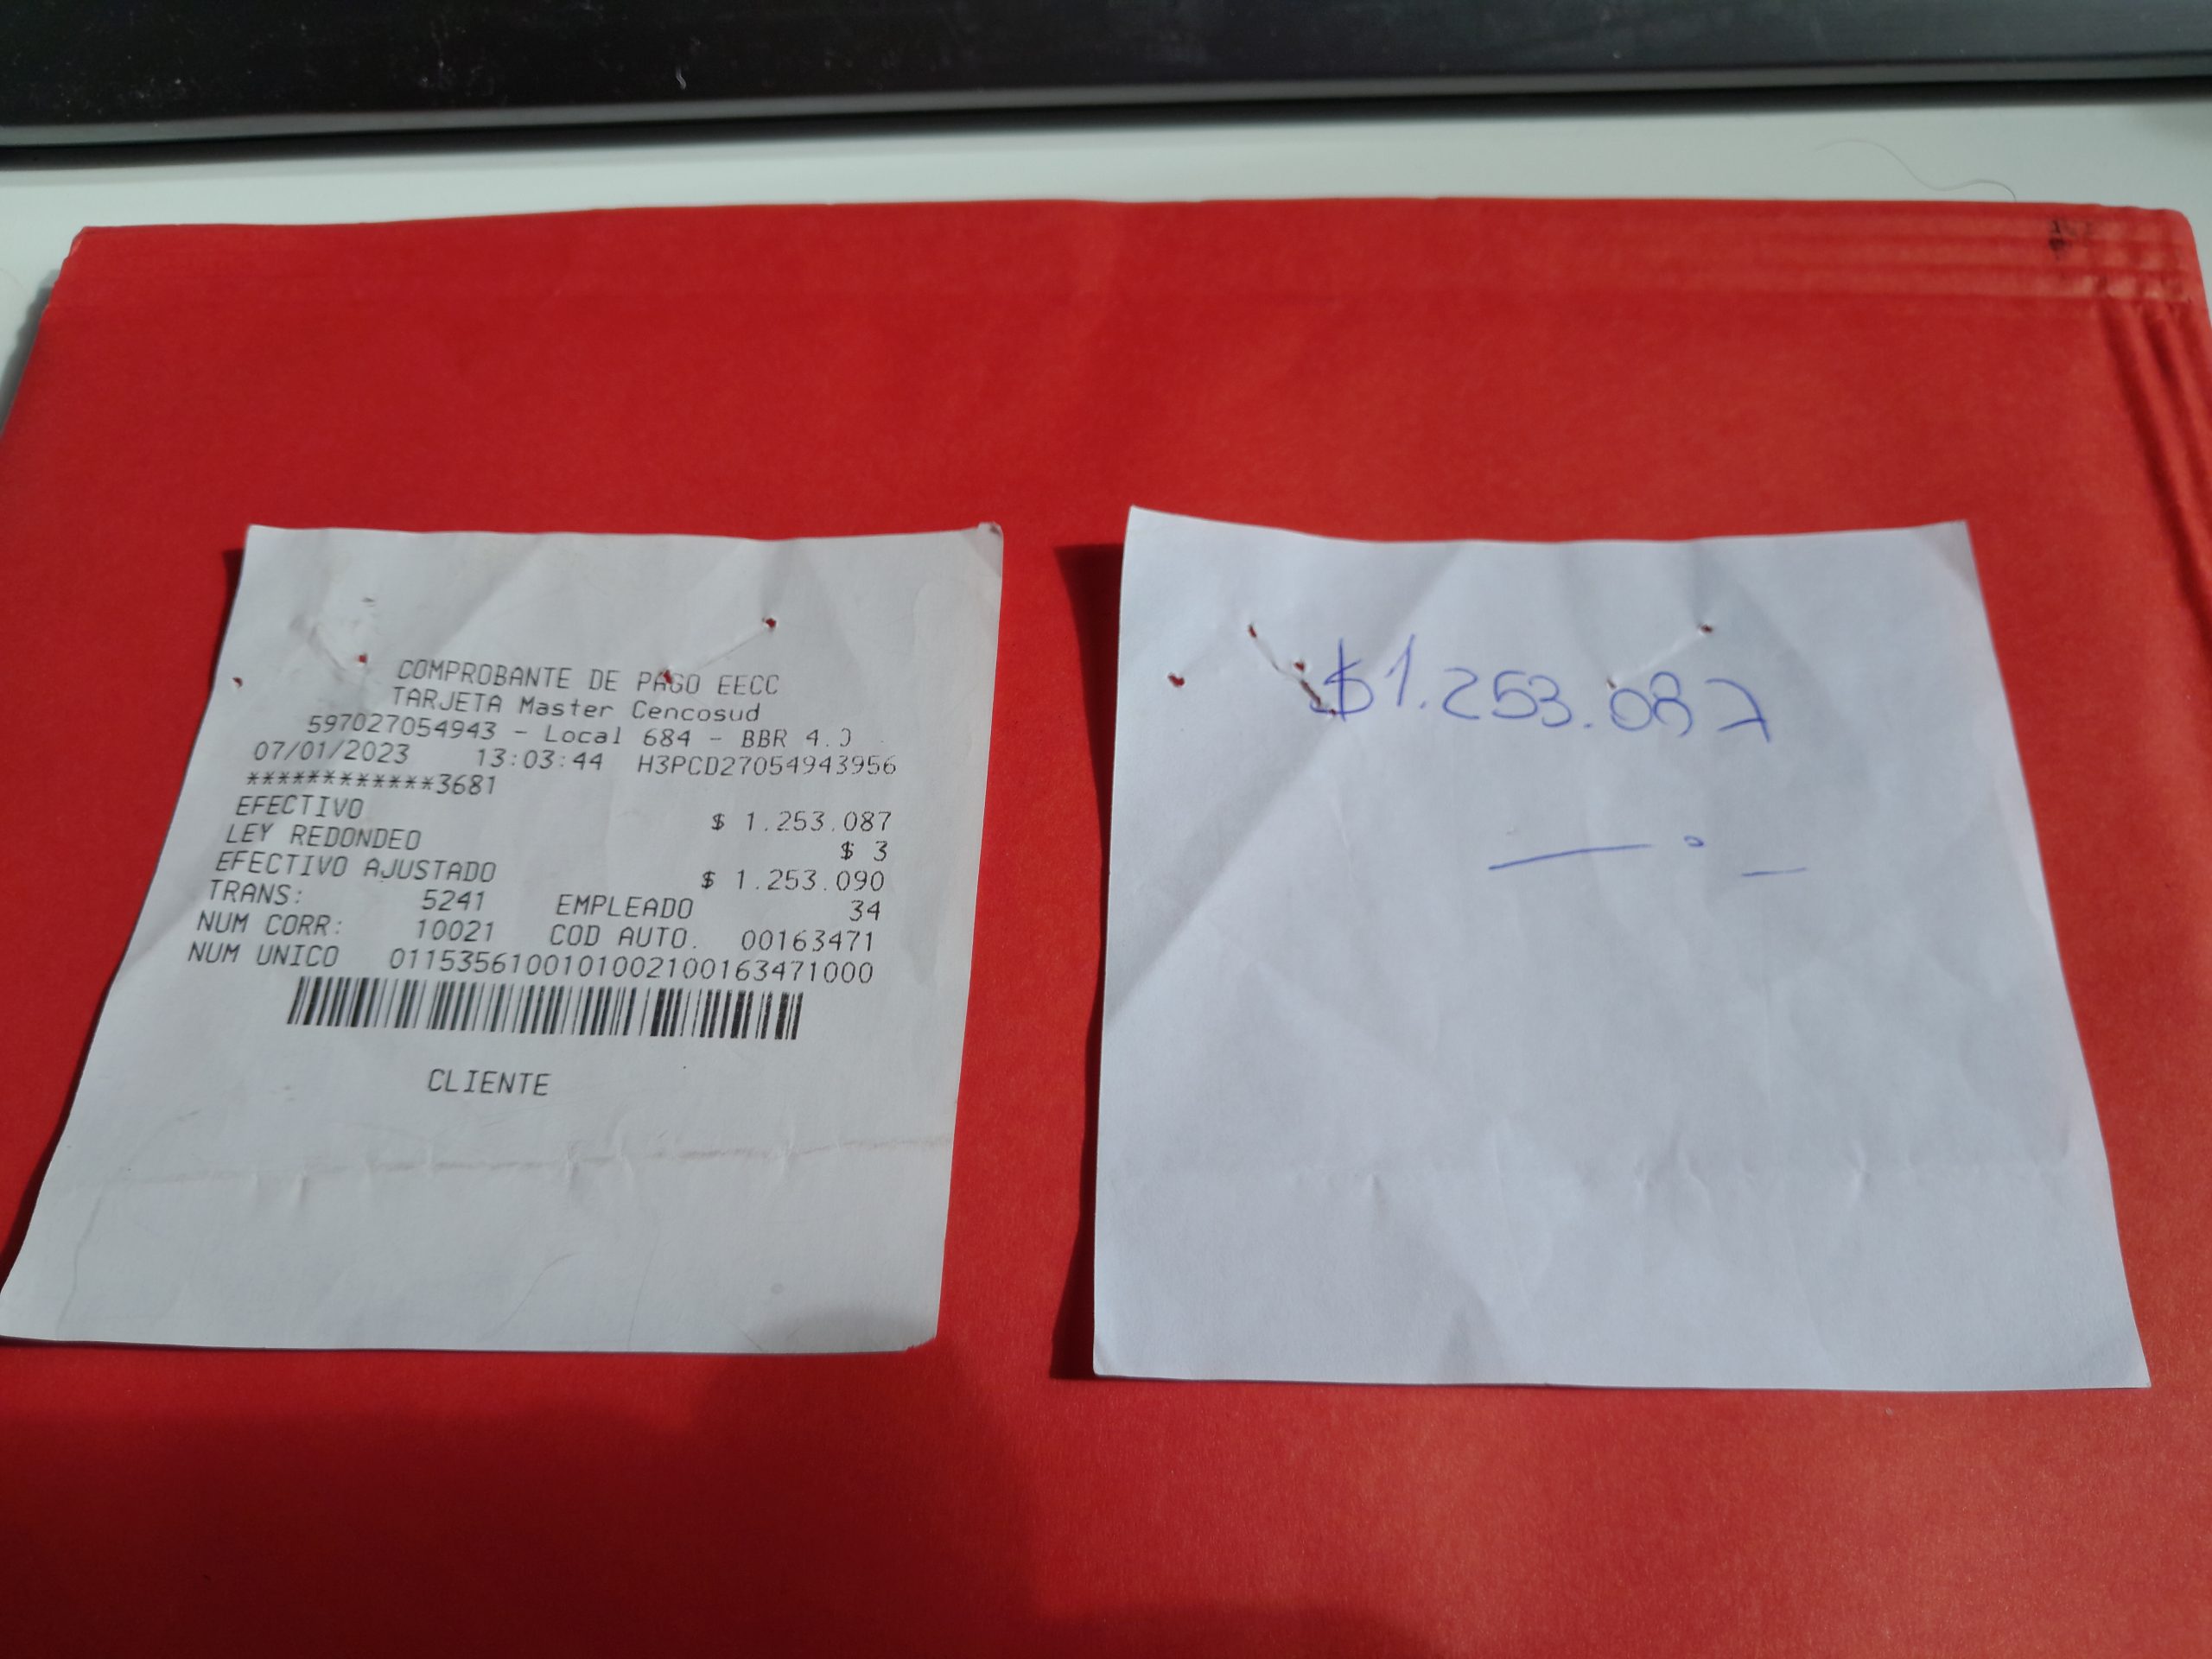 COMPROBANTE DE PAGO EECC
TARJETA Master Cencosud
597027054943 - Local 684 - BBR 4.0
07/01/2023 13:03:44 H3PCD27054943956
************3681
EFECTIVO $ 1.253.087
LEY REDONDEO $ 3
EFECTIVO AJUSTADO $ 1.253.090
TRANS: 5241 EMPLEADO 34
NUM CORR: 10021 COD AUTO. 00163471
NUM UNICO 0115356100101002100163471000
CLIENTE
$1.253.087